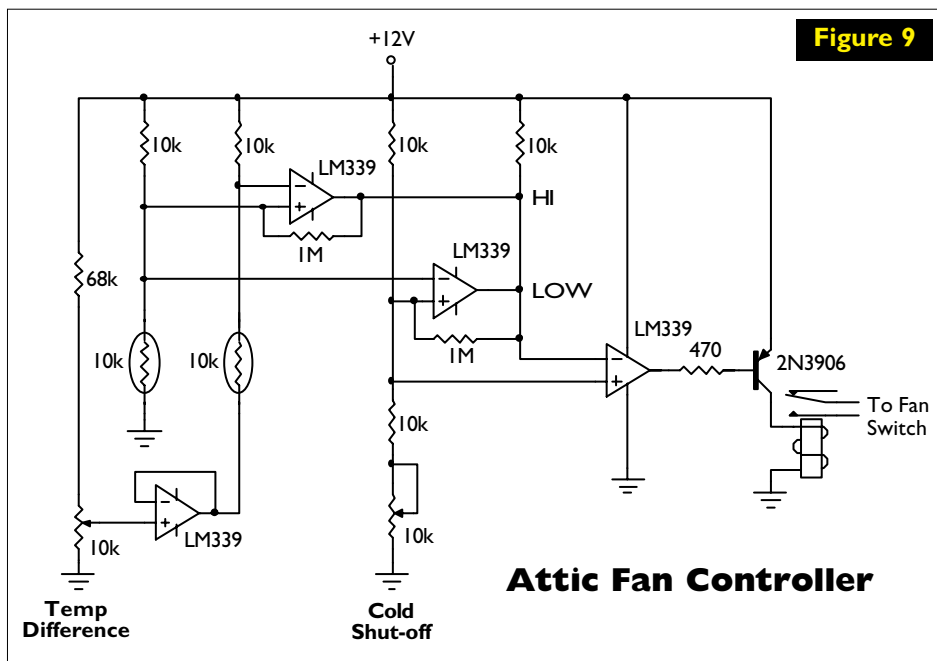 Figure 9
+12V
10k
10k
10k
10k
LM339
−
+
HI
1M
LM339
68k
−
+
LOW
LM339
1M
470
10k
10k
−
+
2N3906
To Fan
Switch
10k
−
+
LM339
10k
10k
Attic Fan Controller
Temp
Difference
Cold
Shut-off